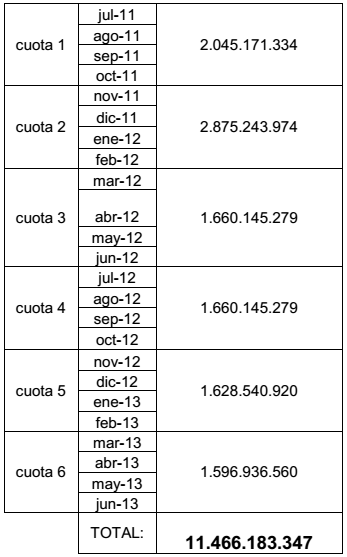 jul-11
cuota 1
ago-11
2.045.171.334
sep-11
oct-11
nov-11
cuota 2
dic-11
2.875.243.974
ene-12
feb-12
mar-12
cuota 3
abr-12
1.660.145.279
may-12
jun-12
jul-12
cuota 4
ago-12
1.660.145.279
sep-12
oct-12
nov-12
cuota 5
dic-12
1.628.540.920
ene-13
feb-13
mar-13
cuota 6
abr-13
1.596.936.560
may-13
jun-13
TOTAL:
11.466.183.347